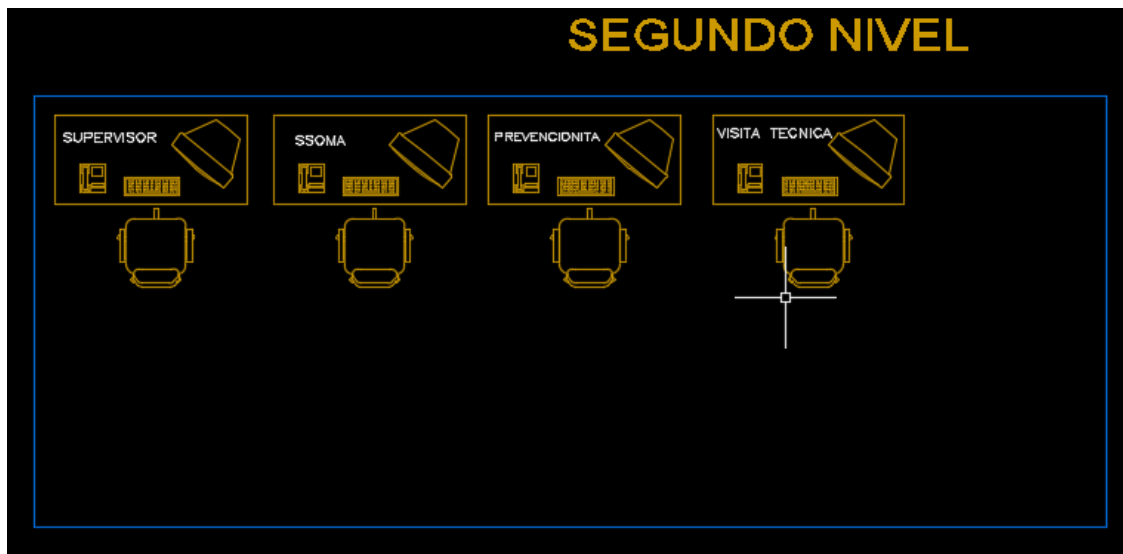 SEGUNDO NIVEL
SUPERVISOR
SSOMA
PREVENCIONITA
VISITA TECNICA